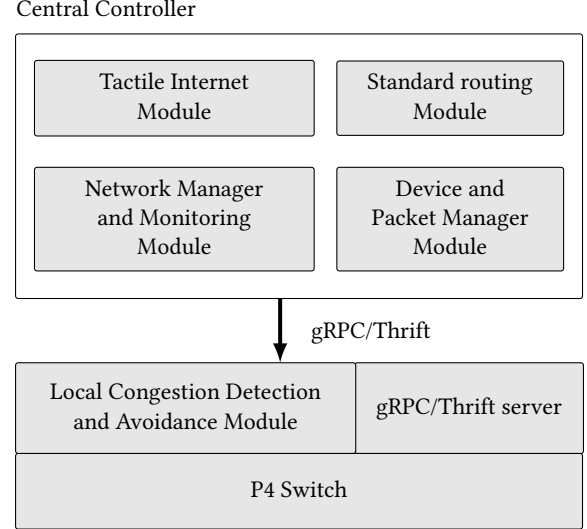 Central Controller
Tactile Internet
Module
Standard routing
Module
Network Manager
and Monitoring
Module
Device and
Packet Manager
Module
gRPC/Thrift
Local Congestion Detection
and Avoidance Module
gRPC/Thrift server
P4 Switch